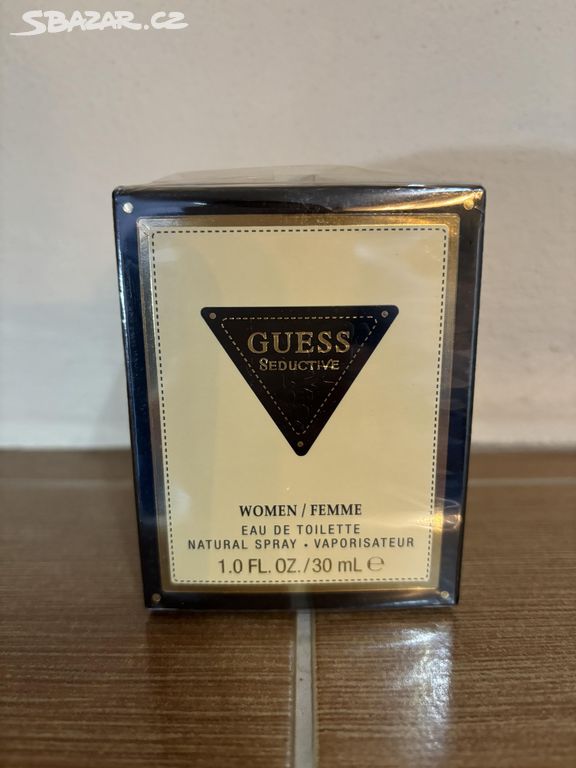 SBAZAR.CZ
GUESS
SEDUCTIVE
WOMEN / FEMME
EAU DE TOILETTE
NATURAL SPRAY • VAPORISATEUR
1.0 FL. OZ./30 mL ℮